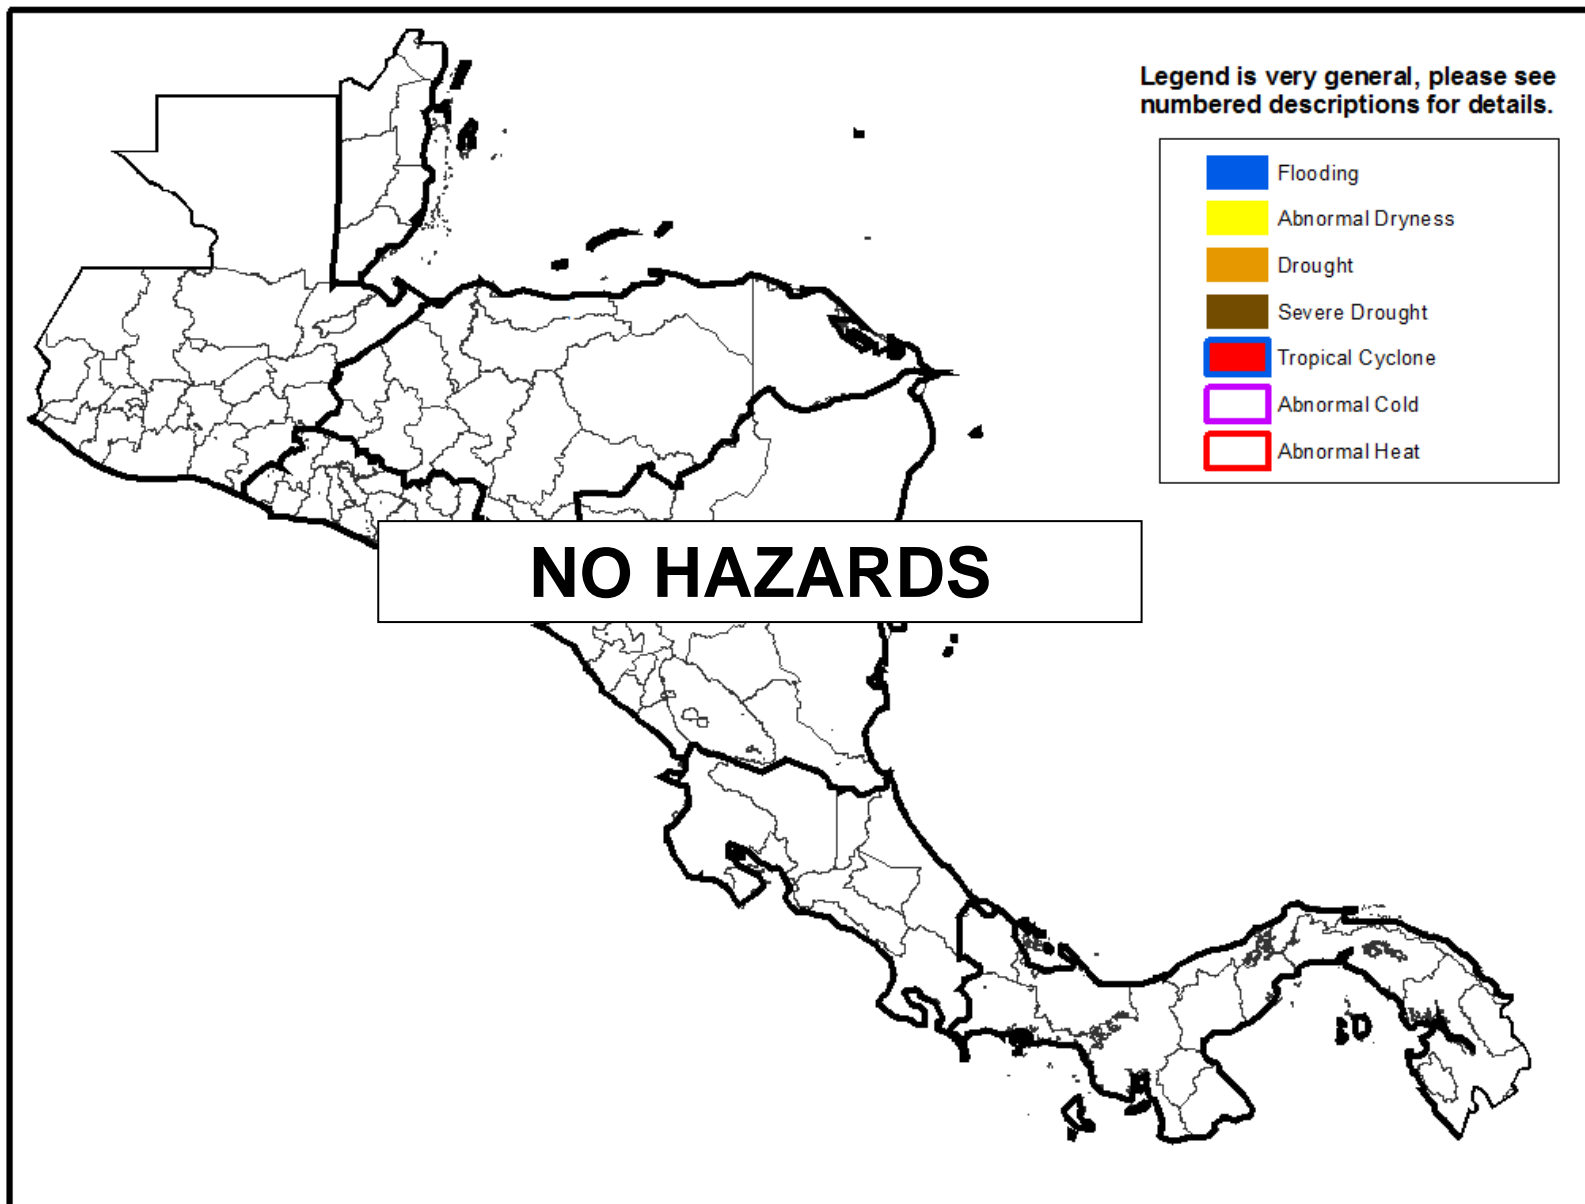 Legend is very general, please see
numbered descriptions for details.
Flooding
Abnormal Dryness
Drought
Severe Drought
Tropical Cyclone
Abnormal Cold
Abnormal Heat
NO HAZARDS